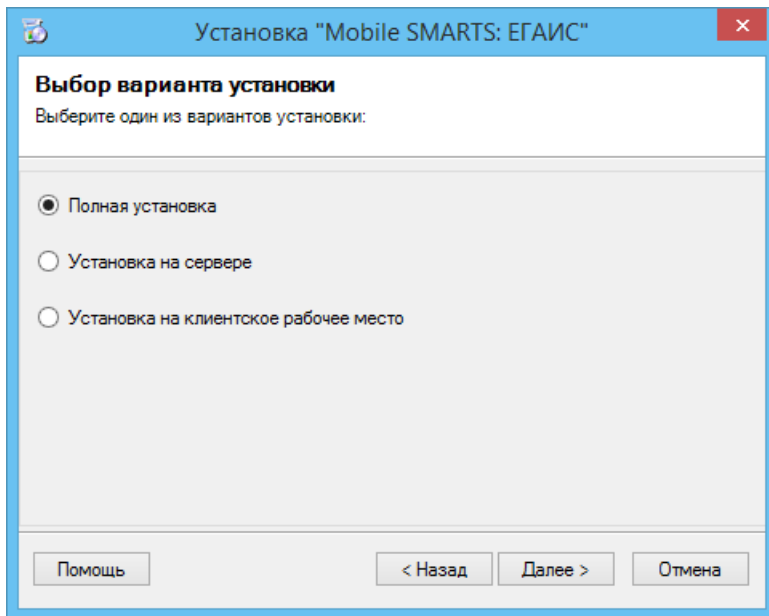 Установка "Mobile SMARTS: ЕГАИС"
Выбор варианта установки
Выберите один из вариантов установки:
Полная установка
Установка на сервере
Установка на клиентское рабочее место
Помощь
< Назад
Далее >
Отмена